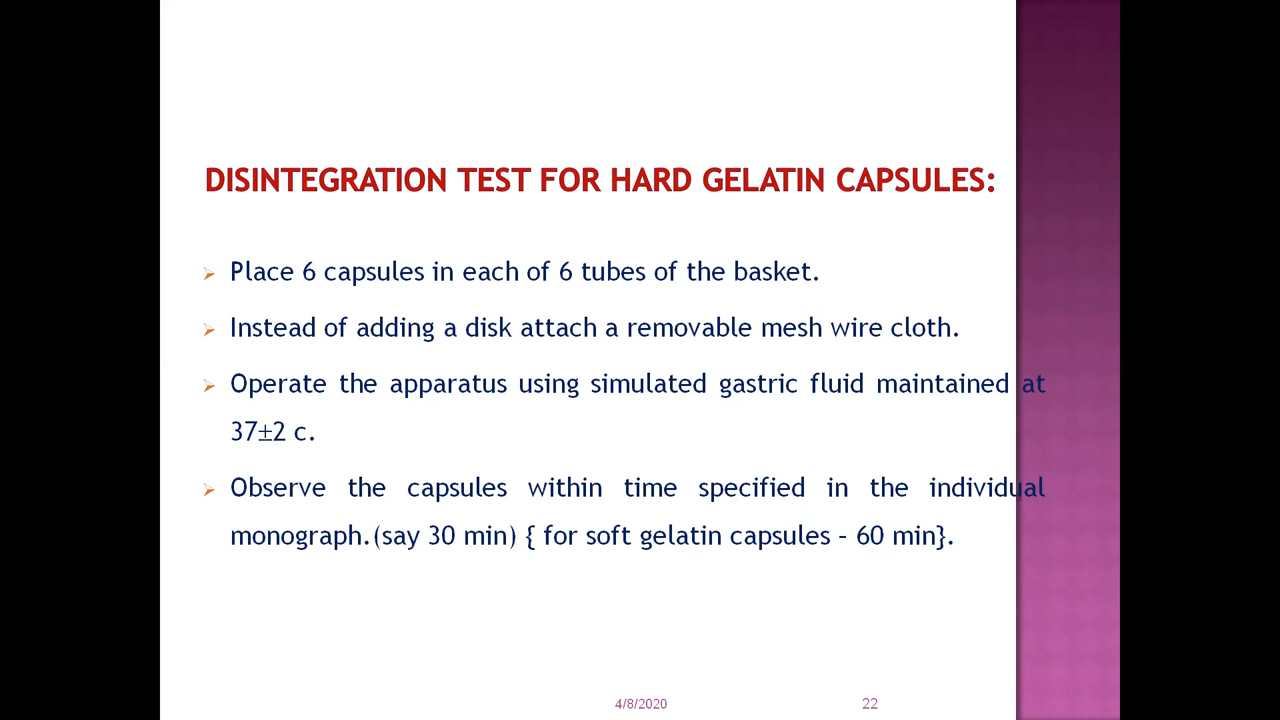 DISINTEGRATION TEST FOR HARD GELATIN CAPSULES:
Place 6 capsules in each of 6 tubes of the basket.
Instead of adding a disk attach a removable mesh wire cloth.
Operate the apparatus using simulated gastric fluid maintained at
37±2 c.
Observe the capsules within time specified in the individual
monograph.(say 30 min) { for soft gelatin capsules – 60 min}.
4/8/2020
22